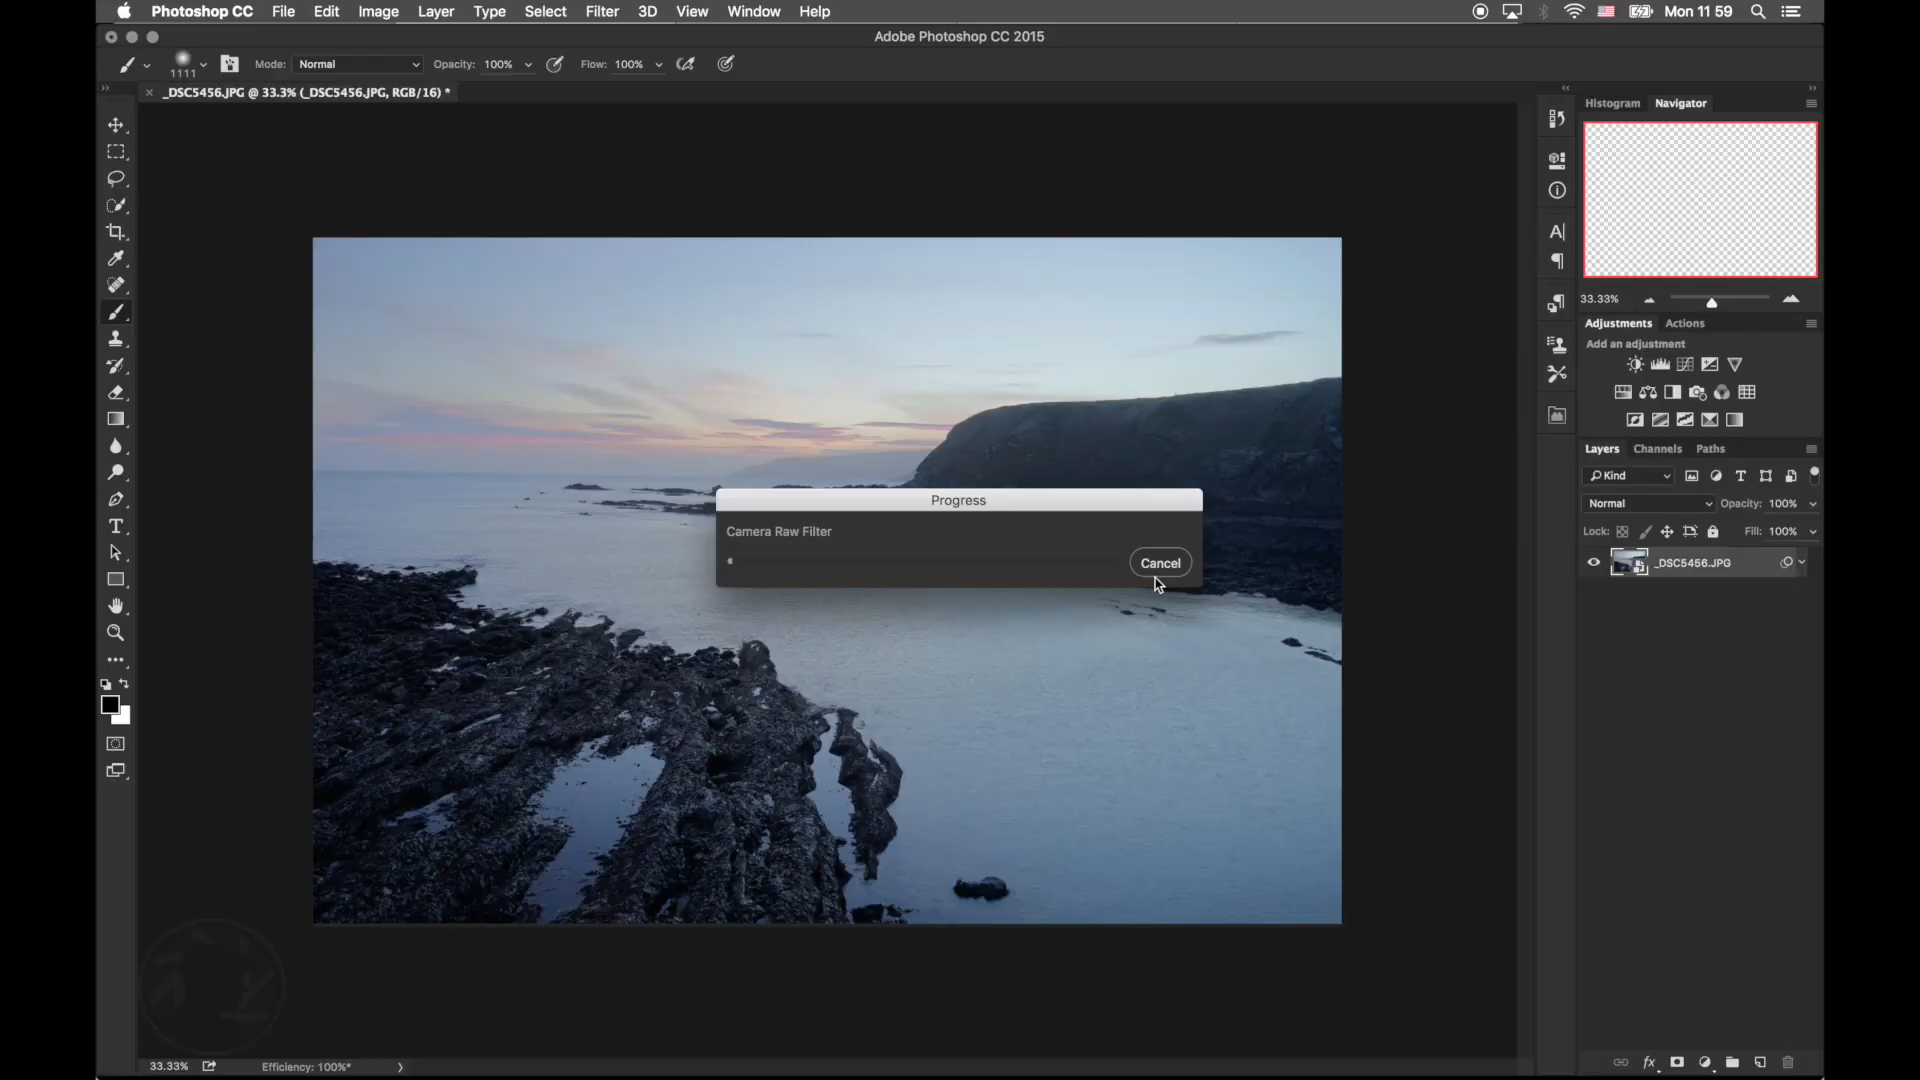 Photoshop CC File Edit Image Layer Type Select Filter 3D View Window Help Mon 11 59
Adobe Photoshop CC 2015
1111 Mode: Normal Opacity: 100% Flow: 100%
_DSC5456.JPG @ 33.3% (_DSC5456.JPG, RGB/16) *
Histogram Navigator
33.33%
Adjustments Actions
Add an adjustment
Layers Channels Paths
Kind
Normal Opacity: 100%
Lock: Fill: 100%
_DSC5456.JPG
Progress
Camera Raw Filter
Cancel
33.33% Efficiency: 100%*